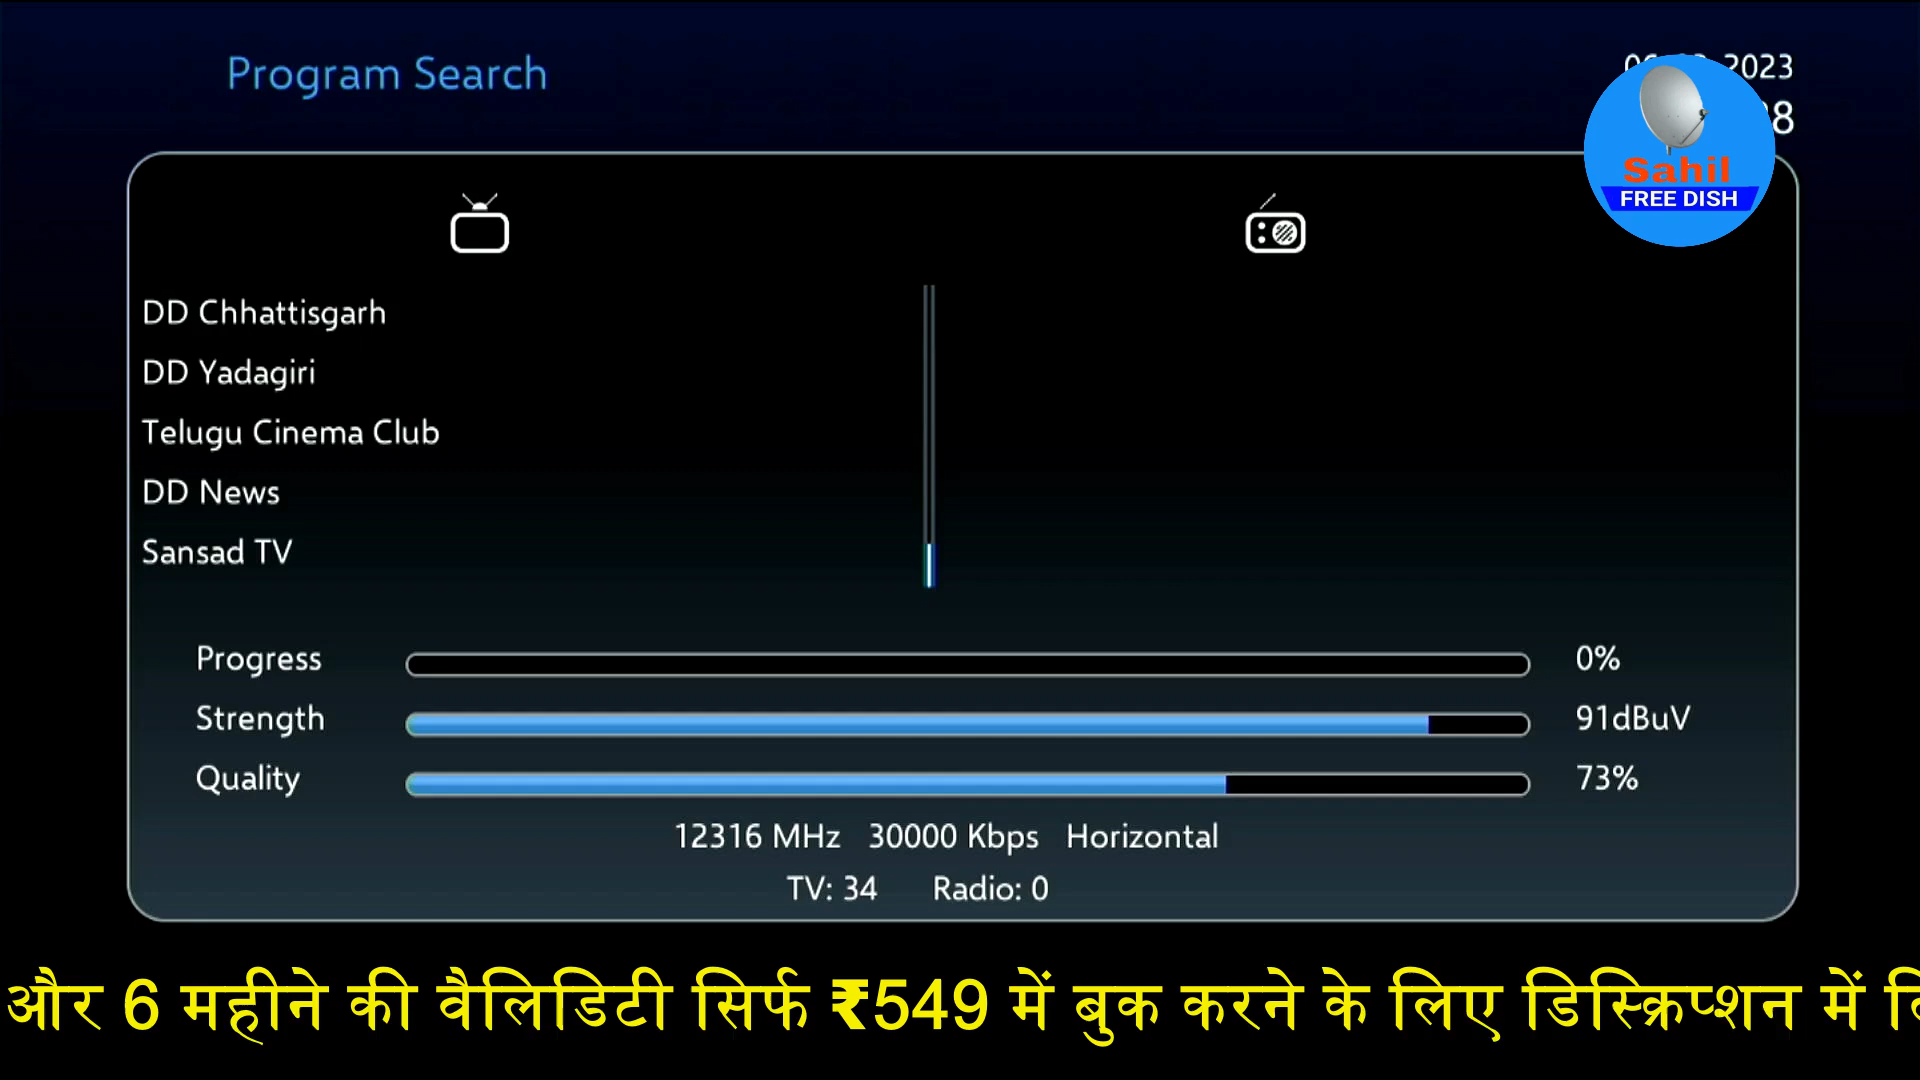 Program Search
2023
8
Sahil
FREE DISH
DD Chhattisgarh
DD Yadagiri
Telugu Cinema Club
DD News
Sansad TV
Progress 0%
Strength 91dBuV
Quality 73%
12316 MHz 30000 Kbps Horizontal
TV: 34 Radio: 0
और 6 महीने की वैलिडिटी सिर्फ ₹549 में बुक करने के लिए डिस्क्रिप्शन में